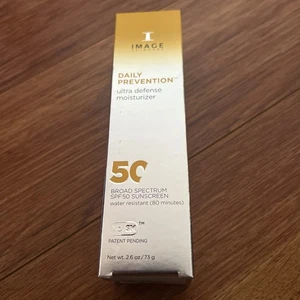 I
IMAGE
DAILY
PREVENTION™
ultra defense
moisturizer
50
BROAD SPECTRUM
SPF 50 SUNSCREEN
water resistant (80 minutes)
PATENT PENDING
Net wt. 2.6 oz / 73 g